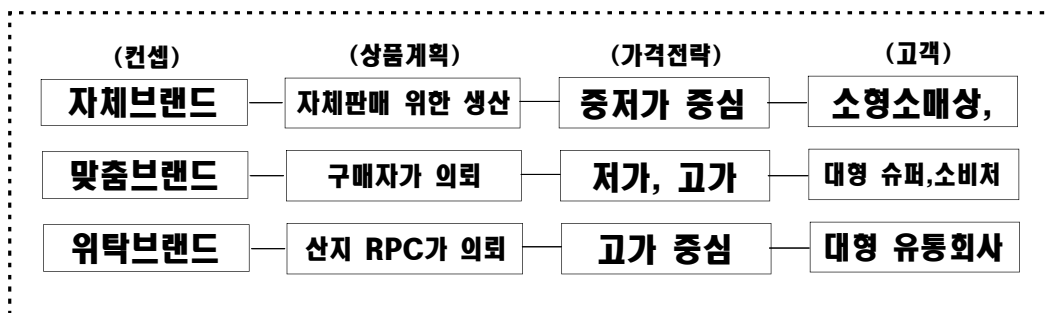 (컨셉) (상품계획) (가격전략) (고객)
자체브랜드 자체판매 위한 생산 중저가 중심 소형소매상,
맞춤브랜드 구매자가 의뢰 저가, 고가 대형 슈퍼,소비처
위탁브랜드 산지 RPC가 의뢰 고가 중심 대형 유통회사